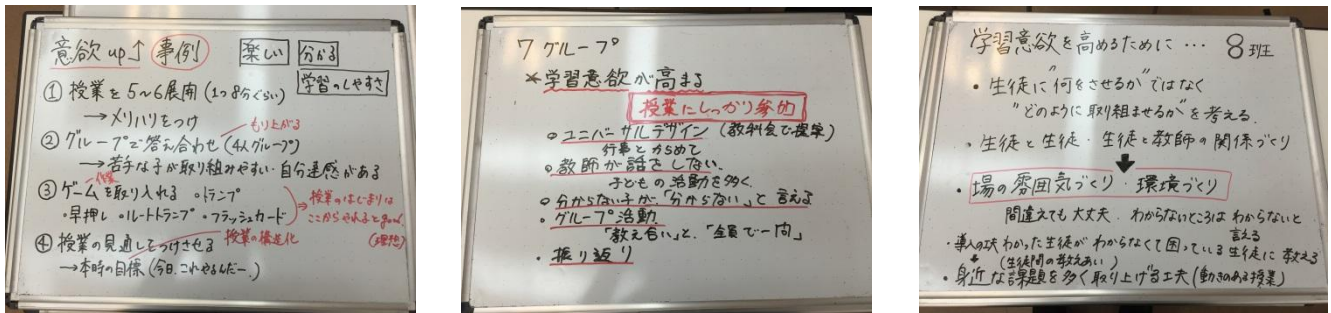 意欲up↑ 事例 楽しい 分かる
学習のしやすさ
① 授業を5〜6展開(1つ8分ぐらい)
→メリハリをつけ
もり上がる
② グループで答え合わせ(4人グループ)
→苦手な子が取り組みやすい・自分達感がある
作業
③ ゲームを取り入れる ・トランプ
・早押し ・ルートトランプ ・フラッシュカード
⇒授業のはじまりは
ここからやれるとgood
(理想)
④ 授業の見通しをつけさせる 授業の構造化
→本時の目標(今日、これやるんだー。)
7 グループ
*学習意欲が高まる
授業にしっかり参加
○ユニバーサルデザイン(教科会で提案)
行事とからめて
・教師が話をしない。
子どもの活動を多く。
○分からない子が、「分からない」と言える
・グループ活動
「教え合い」と、「全員で一問」
・振り返り
学習意欲を高めるために… 8班
・生徒に"何をさせるか"ではなく
"どのように取り組ませるか"を考える。
・生徒と生徒・生徒と教師の関係づくり
・場の雰囲気づくり・環境づくり
間違えても大丈夫、わからないところはわからないと
言える
・導入の工夫 わかった生徒がわからなくて困っている生徒に教える
(生徒間の教えあい)
・身近な課題を多く取り上げる工夫(動きのある授業)